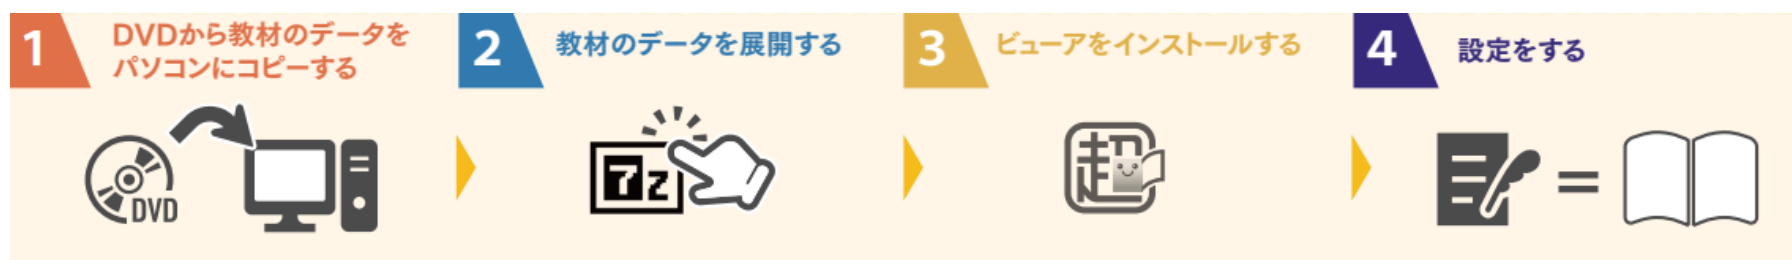 1
DVDから教材のデータを
パソコンにコピーする
DVD
2
教材のデータを展開する
7z
3
ビューアをインストールする
超
4
設定をする
=